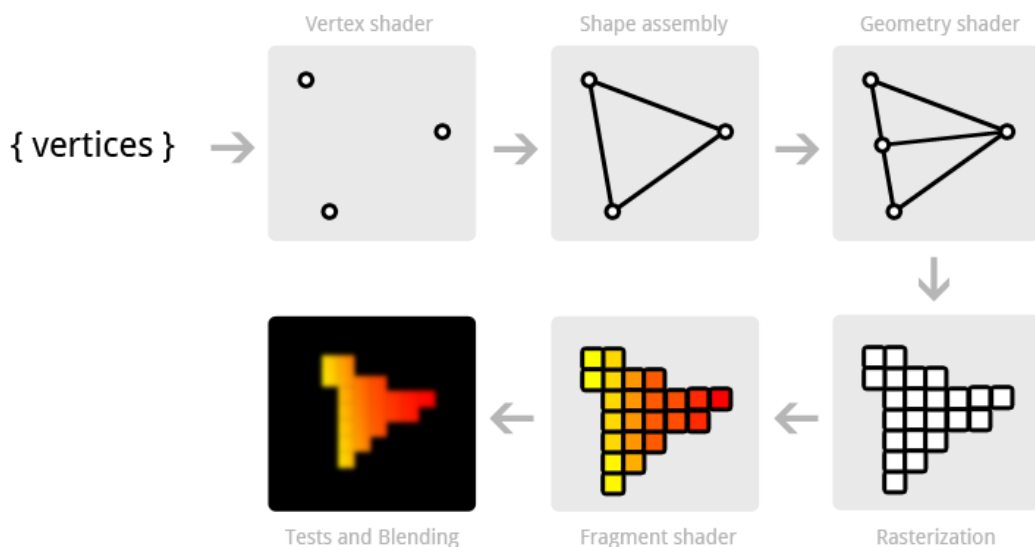 Vertex shader
Shape assembly
Geometry shader
{ vertices }
Tests and Blending
Fragment shader
Rasterization